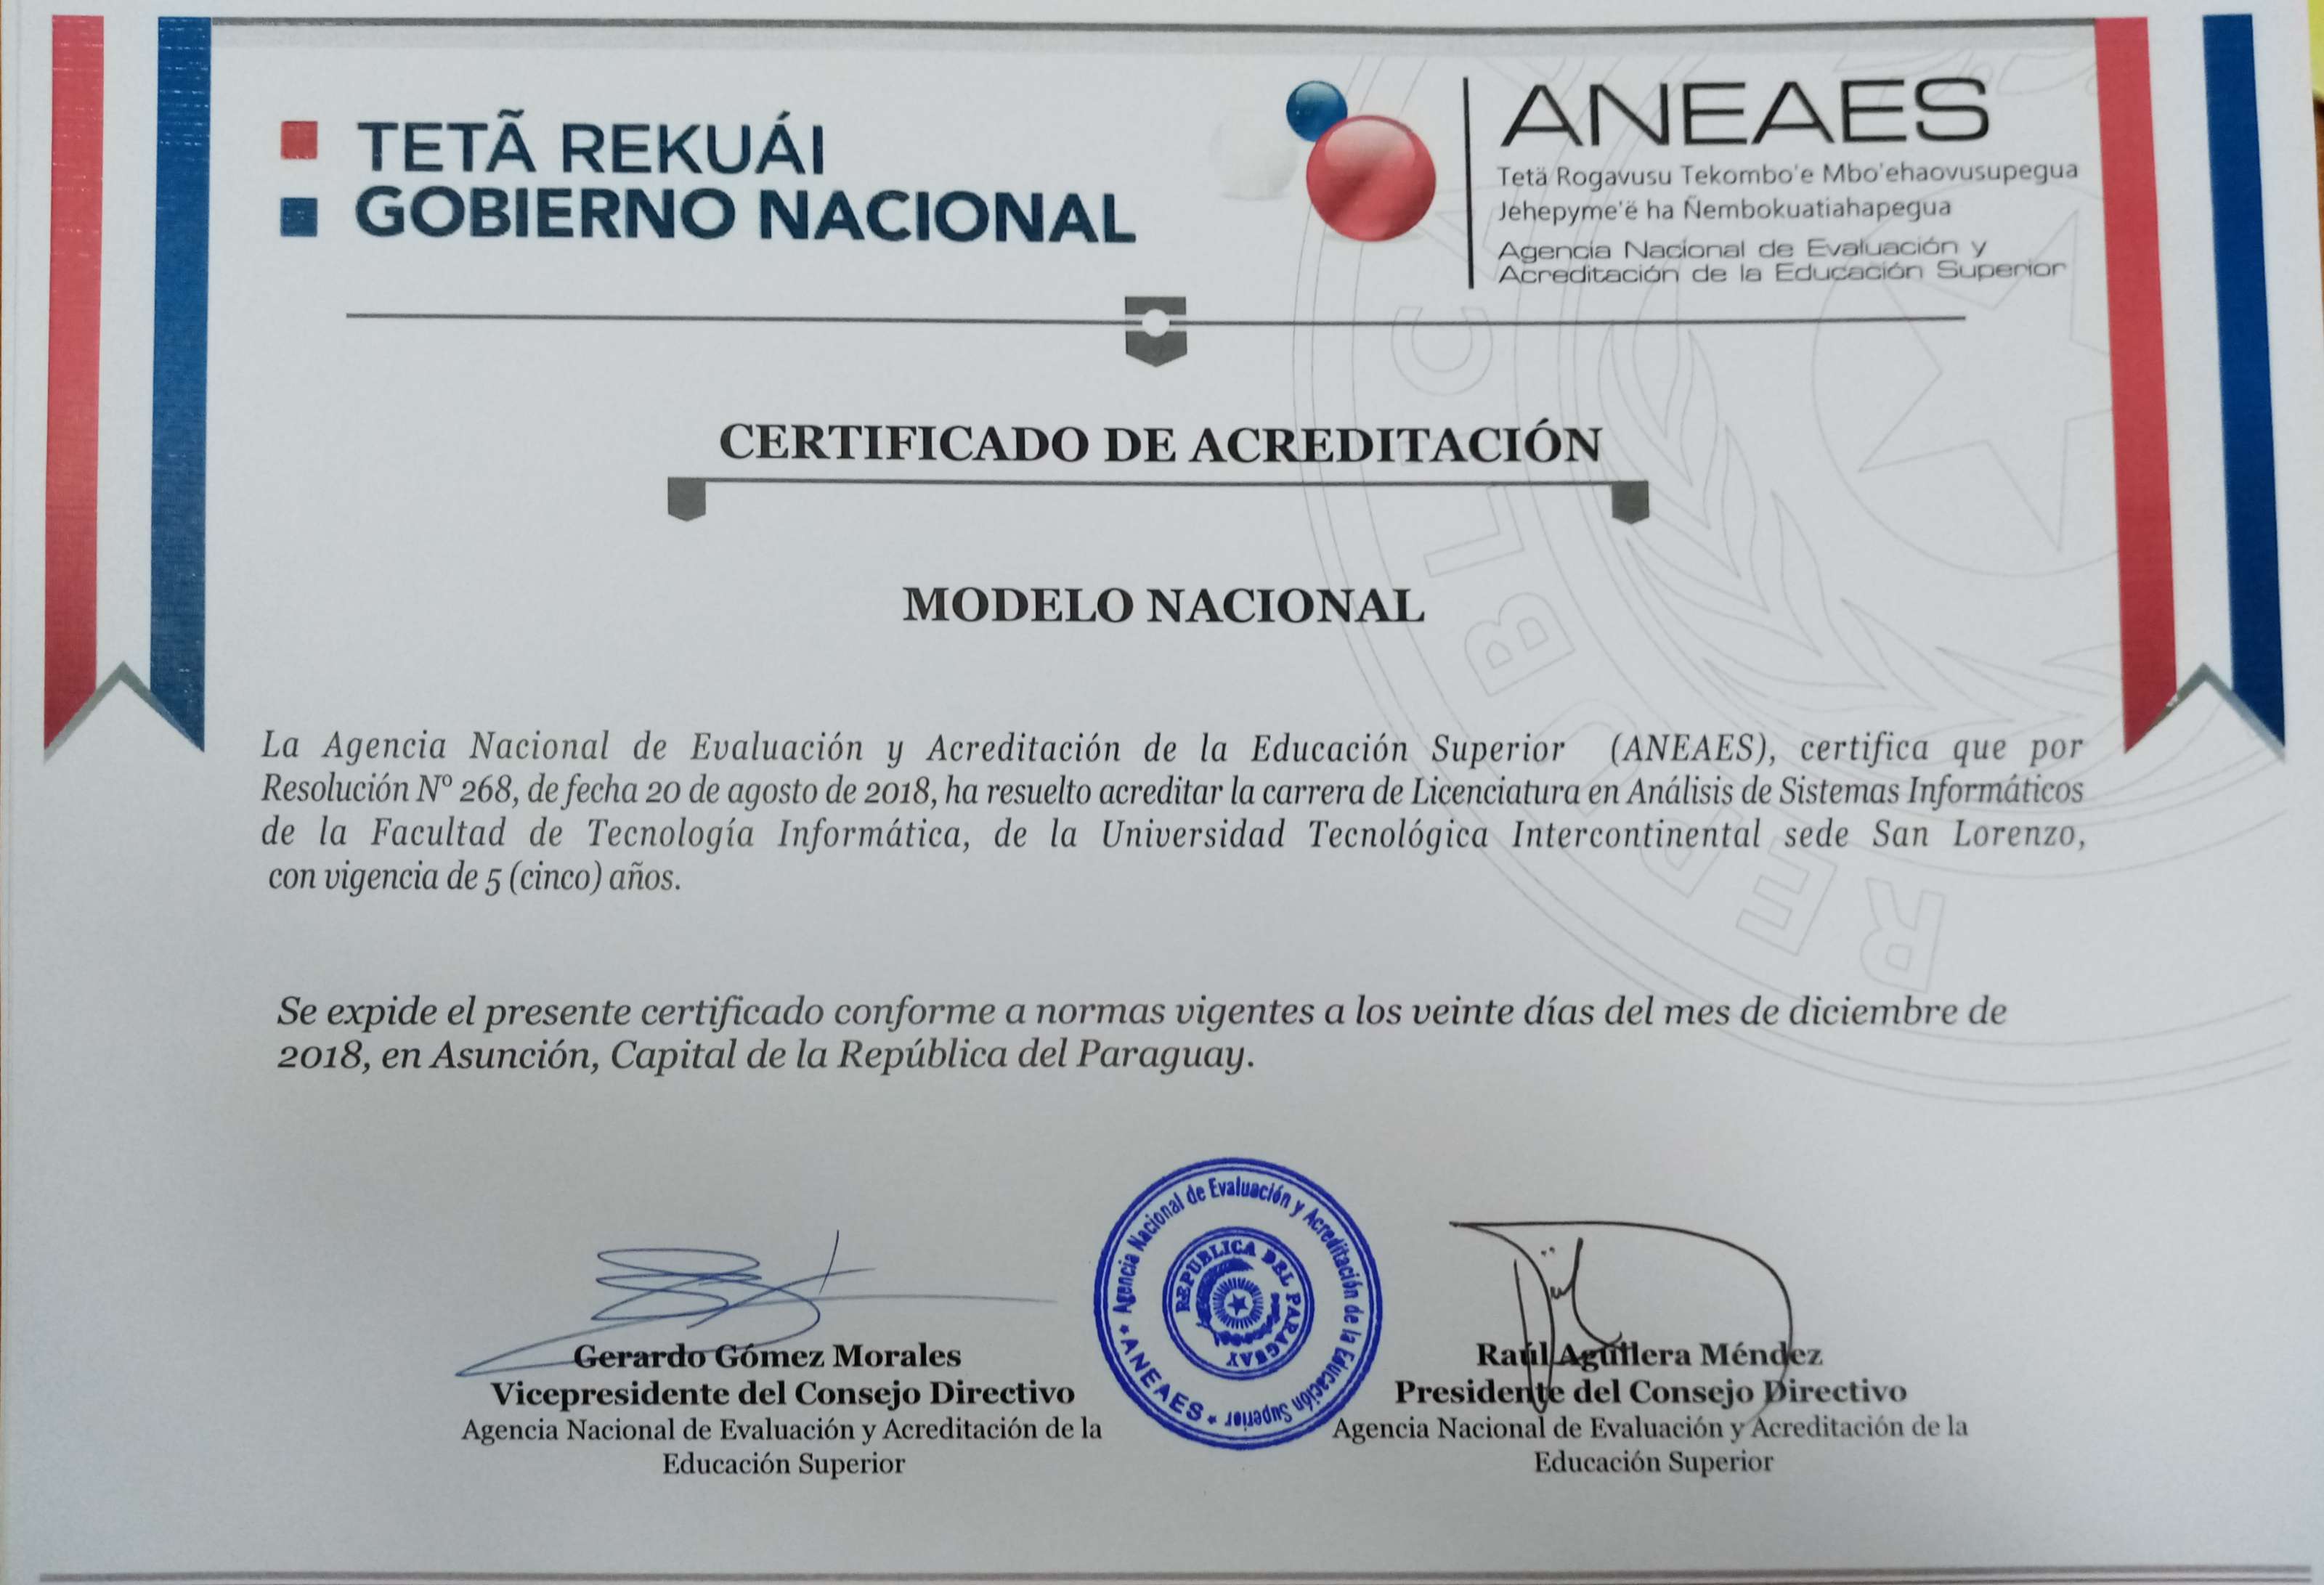 TETÃ REKUÁI
GOBIERNO NACIONAL
ANEAES
Tetã Rogavusu Tekombo'e Mbo'ehaovusupegua
Jehepyme'ẽ ha Ñembokuatiahapegua
Agencia Nacional de Evaluación y
Acreditación de la Educación Superior
CERTIFICADO DE ACREDITACIÓN
MODELO NACIONAL
La Agencia Nacional de Evaluación y Acreditación de la Educación Superior (ANEAES), certifica que por
Resolución Nº 268, de fecha 20 de agosto de 2018, ha resuelto acreditar la carrera de Licenciatura en Análisis de Sistemas Informáticos
de la Facultad de Tecnología Informática, de la Universidad Tecnológica Intercontinental sede San Lorenzo,
con vigencia de 5 (cinco) años.
Se expide el presente certificado conforme a normas vigentes a los veinte días del mes de diciembre de
2018, en Asunción, Capital de la República del Paraguay.
Agencia Nacional de Evaluación y Acreditación de la Educación Superior
* ANEAES *
REPUBLICA DEL PARAGUAY
Gerardo Gómez Morales
Vicepresidente del Consejo Directivo
Agencia Nacional de Evaluación y Acreditación de la
Educación Superior
Raúl Aguilera Méndez
Presidente del Consejo Directivo
Agencia Nacional de Evaluación y Acreditación de la
Educación Superior